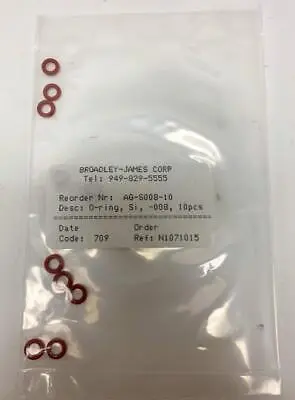 BROADLEY-JAMES CORP
Tel: 949-829-5555
Reorder Nr: AG-S008-10
Desc: O-ring, Si, -008, 10pcs
Date Order
Code: 709 Ref: N1071015